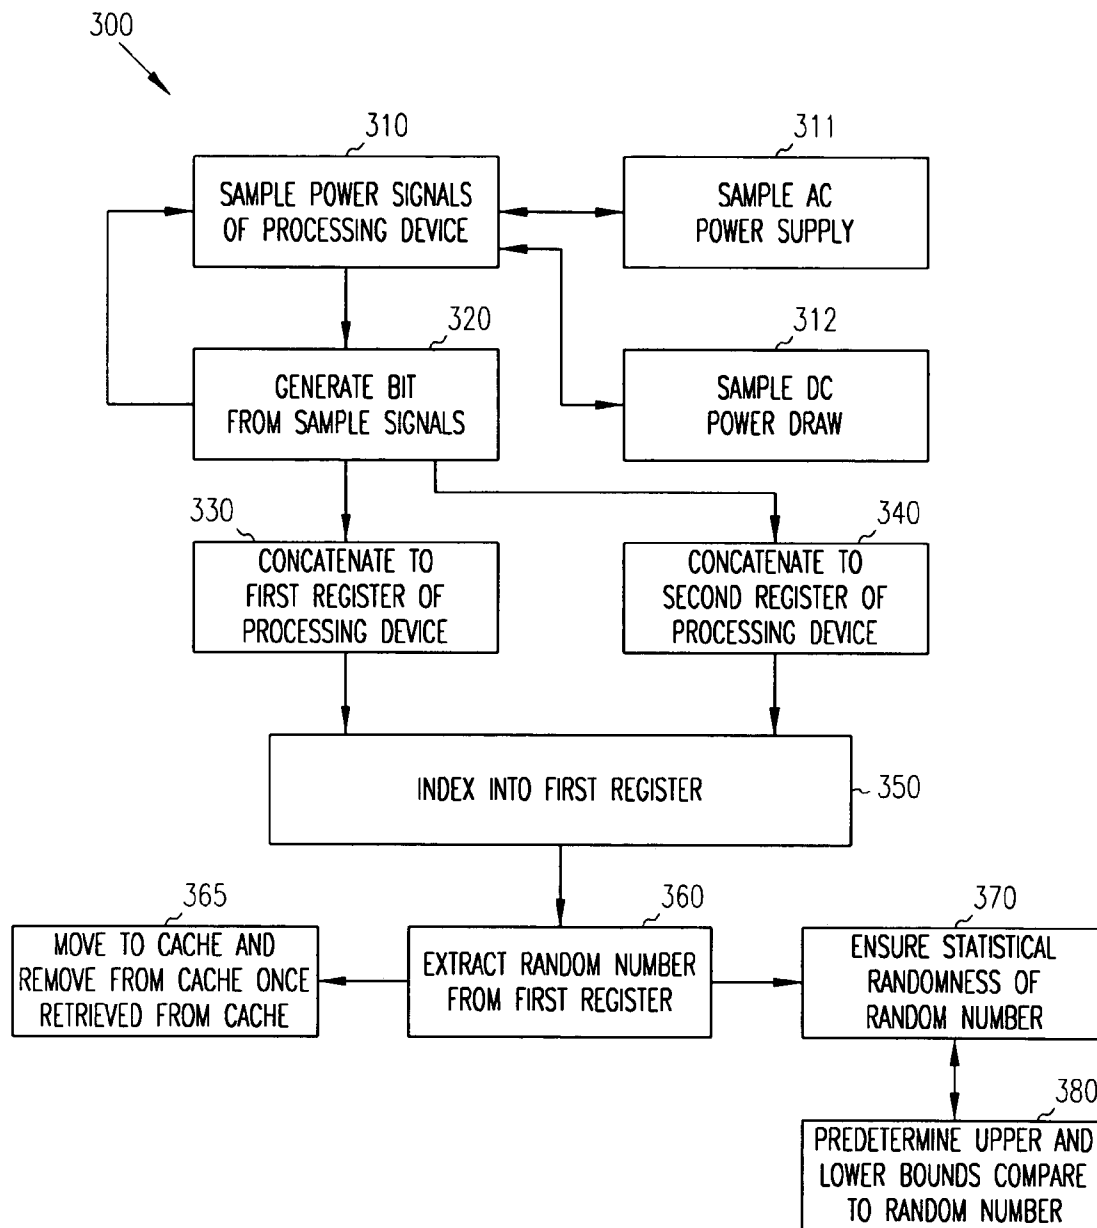 300
310
SAMPLE POWER SIGNALS
OF PROCESSING DEVICE
311
SAMPLE AC
POWER SUPPLY
320
GENERATE BIT
FROM SAMPLE SIGNALS
312
SAMPLE DC
POWER DRAW
330
CONCATENATE TO
FIRST REGISTER OF
PROCESSING DEVICE
340
CONCATENATE TO
SECOND REGISTER OF
PROCESSING DEVICE
INDEX INTO FIRST REGISTER
350
365
MOVE TO CACHE AND
REMOVE FROM CACHE ONCE
RETRIEVED FROM CACHE
360
EXTRACT RANDOM NUMBER
FROM FIRST REGISTER
370
ENSURE STATISTICAL
RANDOMNESS OF
RANDOM NUMBER
380
PREDETERMINE UPPER AND
LOWER BOUNDS COMPARE
TO RANDOM NUMBER